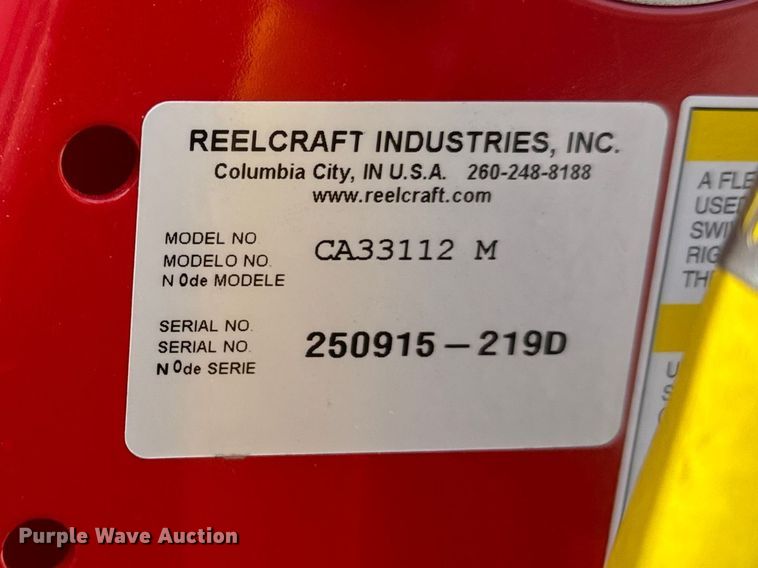 REELCRAFT INDUSTRIES, INC.
Columbia City, IN U.S.A. 260-248-8188
www.reelcraft.com
MODEL NO.
MODELO NO.
N 0de MODELE
CA33112 M
SERIAL NO.
SERIAL NO.
N 0de SERIE
250915-219D
A FLE
USED
SWI
RIG
TH
Purple Wave Auction